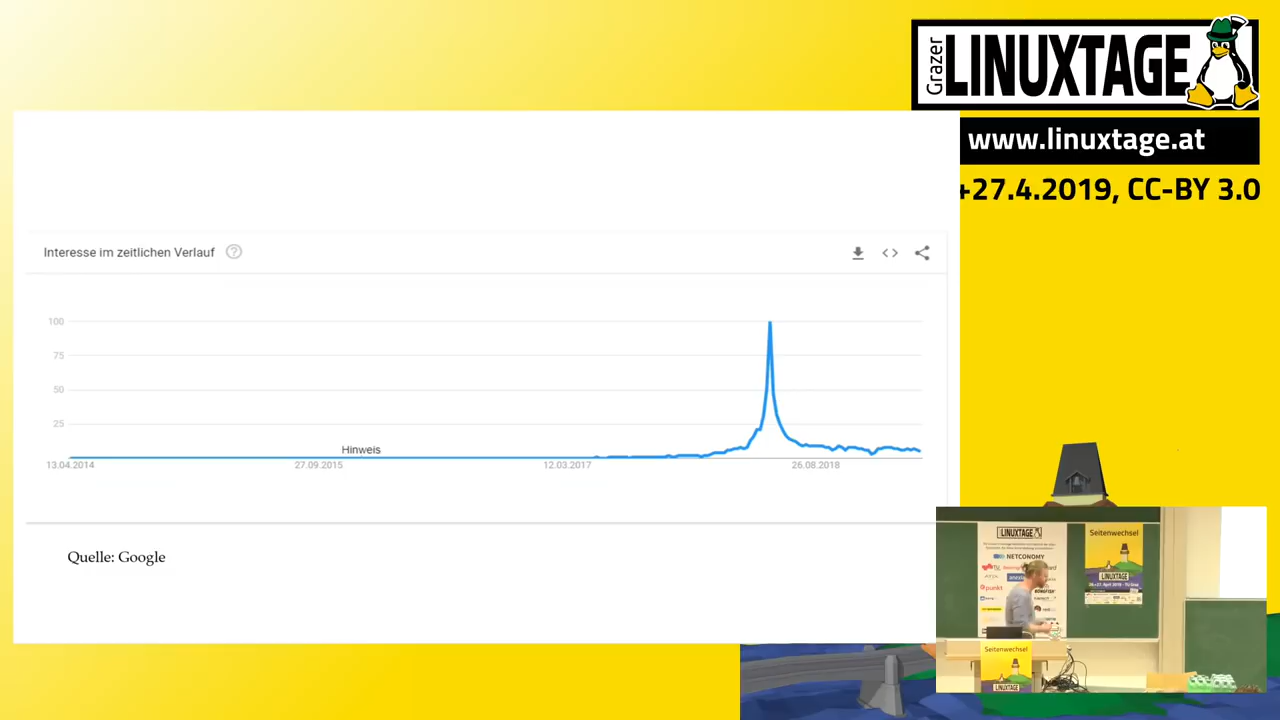 Grazer
LINUXTAGE
www.linuxtage.at
+27.4.2019, CC-BY 3.0
Interesse im zeitlichen Verlauf ?
100
75
50
25
Hinweis
13.04.2014 27.09.2015 12.03.2017 26.08.2018
Quelle: Google
LINUXTAGE
NETCONOMY
punkt
Seitenwechsel
LINUXTAGE
Seitenwechsel
LINUXTAGE